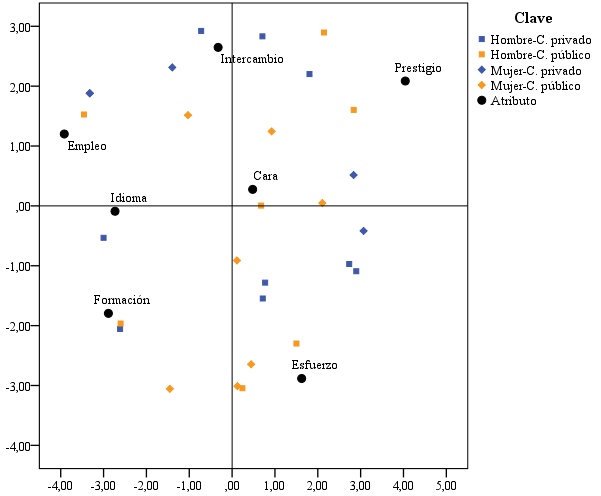 Clave
Hombre-C. privado
Hombre-C. público
Mujer-C. privado
Mujer-C. público
Atributo
3,00
2,00
1,00
,00
-1,00
-2,00
-3,00
-4,00
Intercambio
Prestigio
Empleo
Cara
Idioma
Formación
Esfuerzo
-4,00 -3,00 -2,00 -1,00 ,00 1,00 2,00 3,00 4,00 5,00